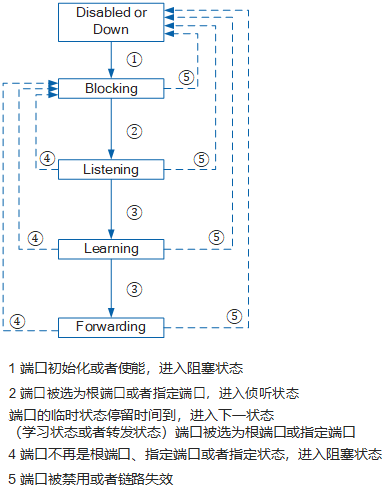 Disabled or
Down
①
⑤
Blocking
②
④
⑤
Listening
③
④
⑤
Learning
③
④
⑤
Forwarding
1 端口初始化或者使能，进入阻塞状态
2 端口被选为根端口或者指定端口，进入侦听状态
端口的临时状态停留时间到，进入下一状态
（学习状态或者转发状态）端口被选为根端口或指定端口
4 端口不再是根端口、指定端口或者指定状态，进入阻塞状态
5 端口被禁用或者链路失效